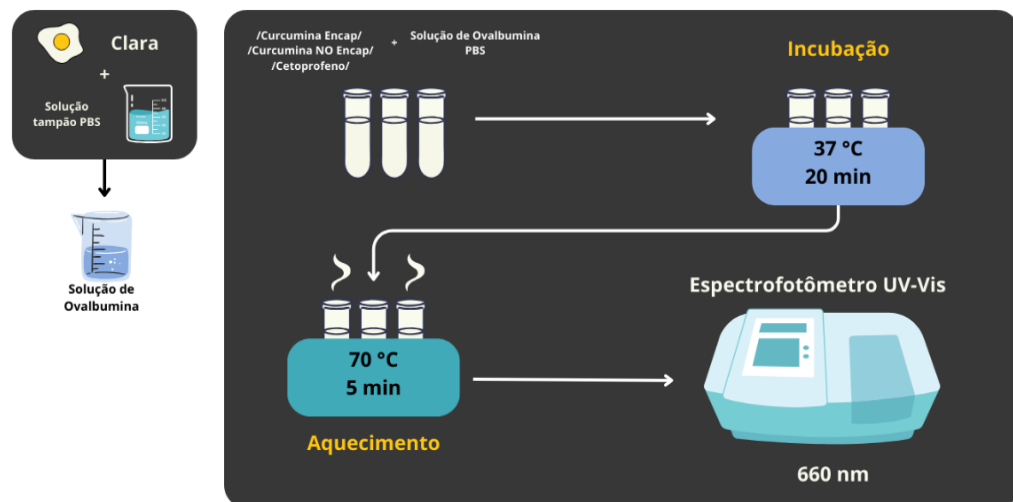 Clara
+
Solução
tampão PBS
Solução de
Ovalbumina
/Curcumina Encap/
/Curcumina NO Encap/
/Cetoprofeno/
+
Solução de Ovalbumina
PBS
Incubação
37 °C
20 min
70 °C
5 min
Aquecimento
Espectrofotômetro UV-Vis
660 nm